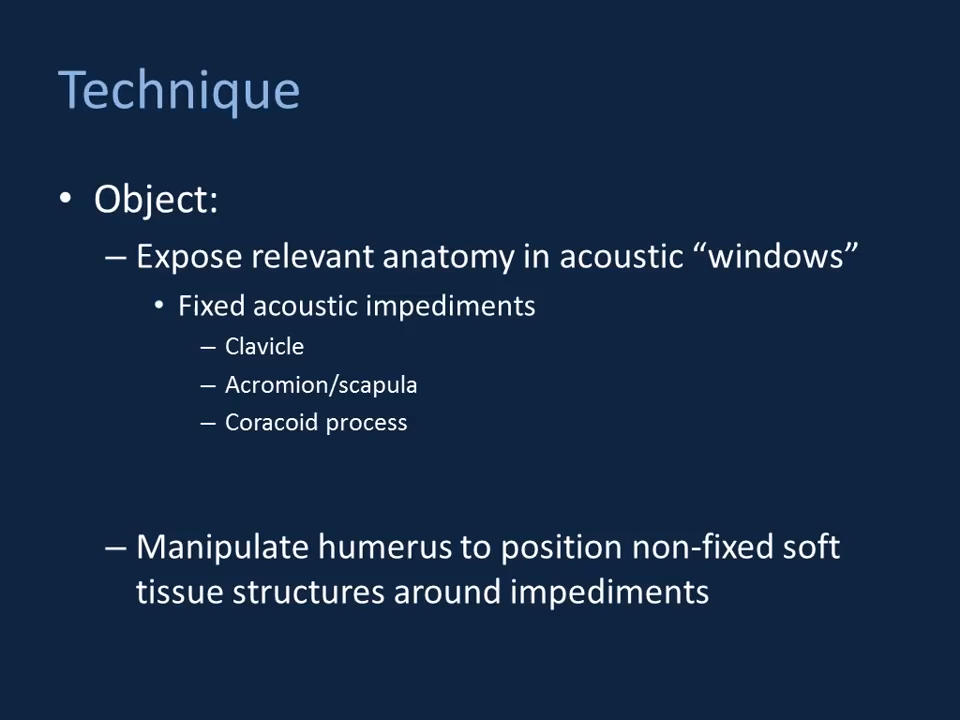 Technique
• Object:
– Expose relevant anatomy in acoustic “windows”
• Fixed acoustic impediments
– Clavicle
– Acromion/scapula
– Coracoid process
– Manipulate humerus to position non-fixed soft
tissue structures around impediments